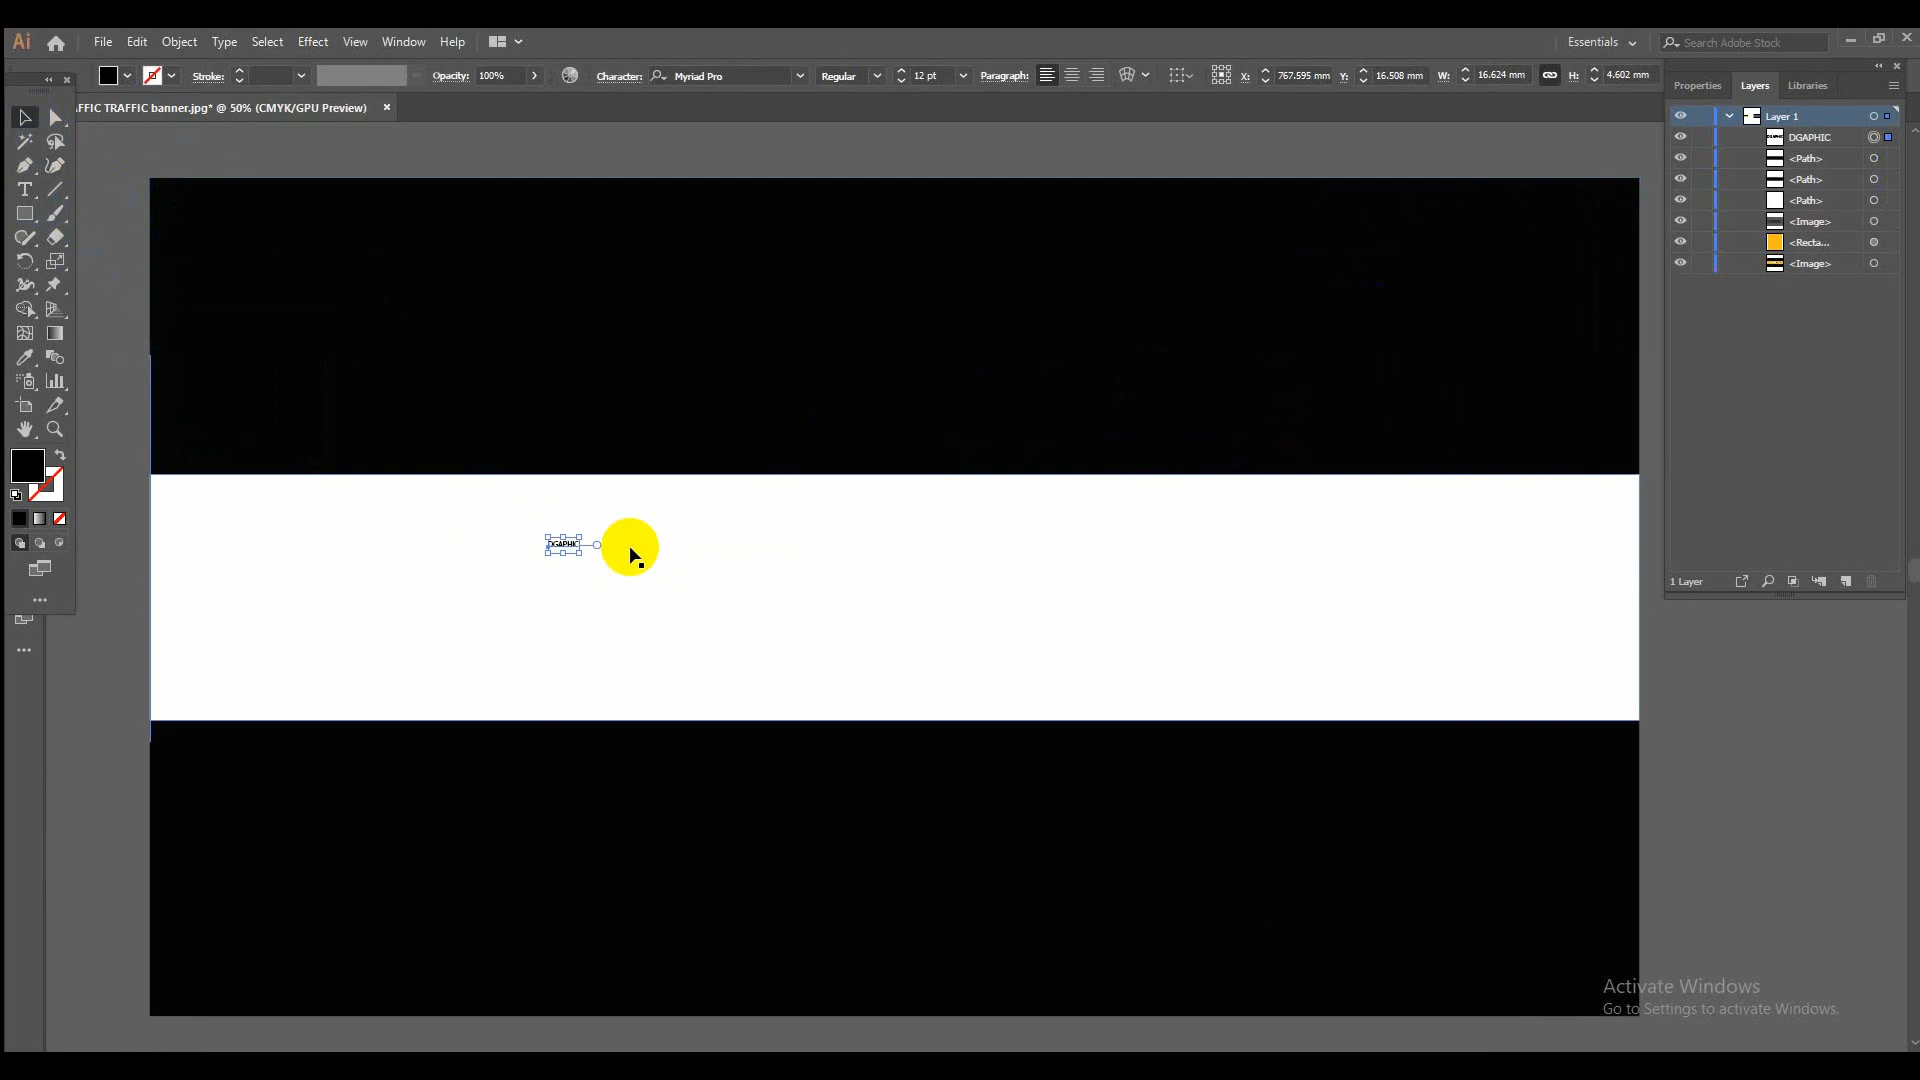 Ai File Edit Object Type Select Effect View Window Help Essentials Search Adobe Stock
Stroke: Opacity: 100% Character: Myriad Pro Regular 12 pt Paragraph: X: 767.595 mm Y: 16.508 mm W: 16.624 mm H: 4.602 mm
AFFIC TRAFFIC banner.jpg* @ 50% (CMYK/GPU Preview)
Properties Layers Libraries
Layer 1
DGAPHIC
<Path>
<Path>
<Path>
<Image>
<Recta...
<Image>
1 Layer
DGAPHIC
Activate Windows
Go to Settings to activate Windows.